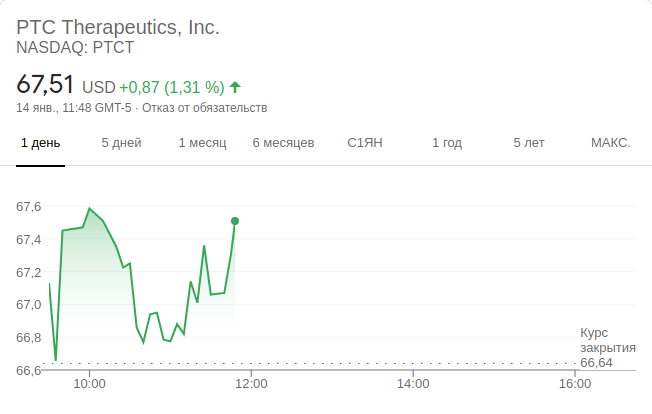 PTC Therapeutics, Inc.
NASDAQ: PTCT
67,51 USD +0,87 (1,31 %)
14 янв., 11:48 GMT-5 · Отказ от обязательств
1 день 5 дней 1 месяц 6 месяцев С1ЯН 1 год 5 лет МАКС.
67,6
67,4
67,2
67,0
66,8
66,6
Курс
закрытия
66,64
10:00 12:00 14:00 16:00